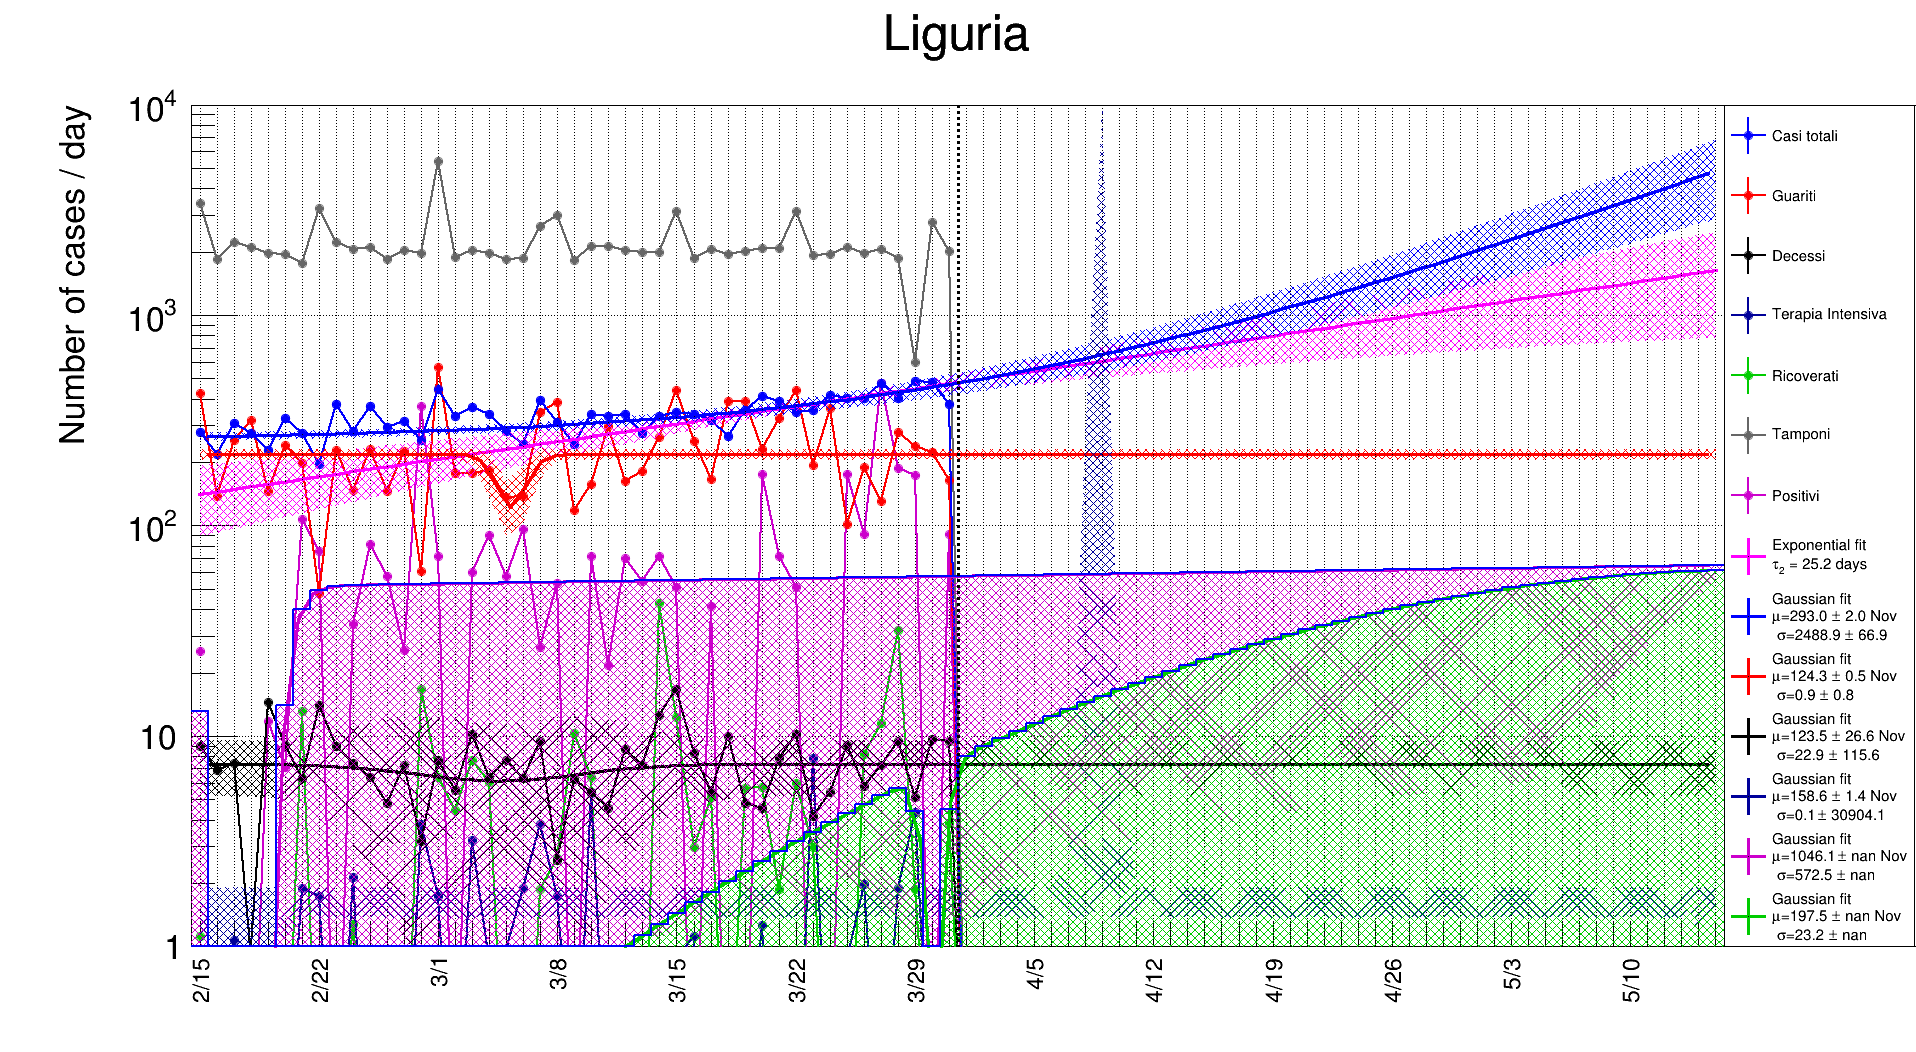 Liguria
Number of cases / day
10^4
10^3
10^2
10
1
2/15
2/22
3/1
3/8
3/15
3/22
3/29
4/5
4/12
4/19
4/26
5/3
5/10
Casi totali
Guariti
Decessi
Terapia Intensiva
Ricoverati
Tamponi
Positivi
Exponential fit
τ₂ = 25.2 days
Gaussian fit
μ=293.0 ± 2.0 Nov
σ=2488.9 ± 66.9
Gaussian fit
μ=124.3 ± 0.5 Nov
σ=0.9 ± 0.8
Gaussian fit
μ=123.5 ± 26.6 Nov
σ=22.9 ± 115.6
Gaussian fit
μ=158.6 ± 1.4 Nov
σ=0.1 ± 30904.1
Gaussian fit
μ=1046.1 ± nan Nov
σ=572.5 ± nan
Gaussian fit
μ=197.5 ± nan Nov
σ=23.2 ± nan